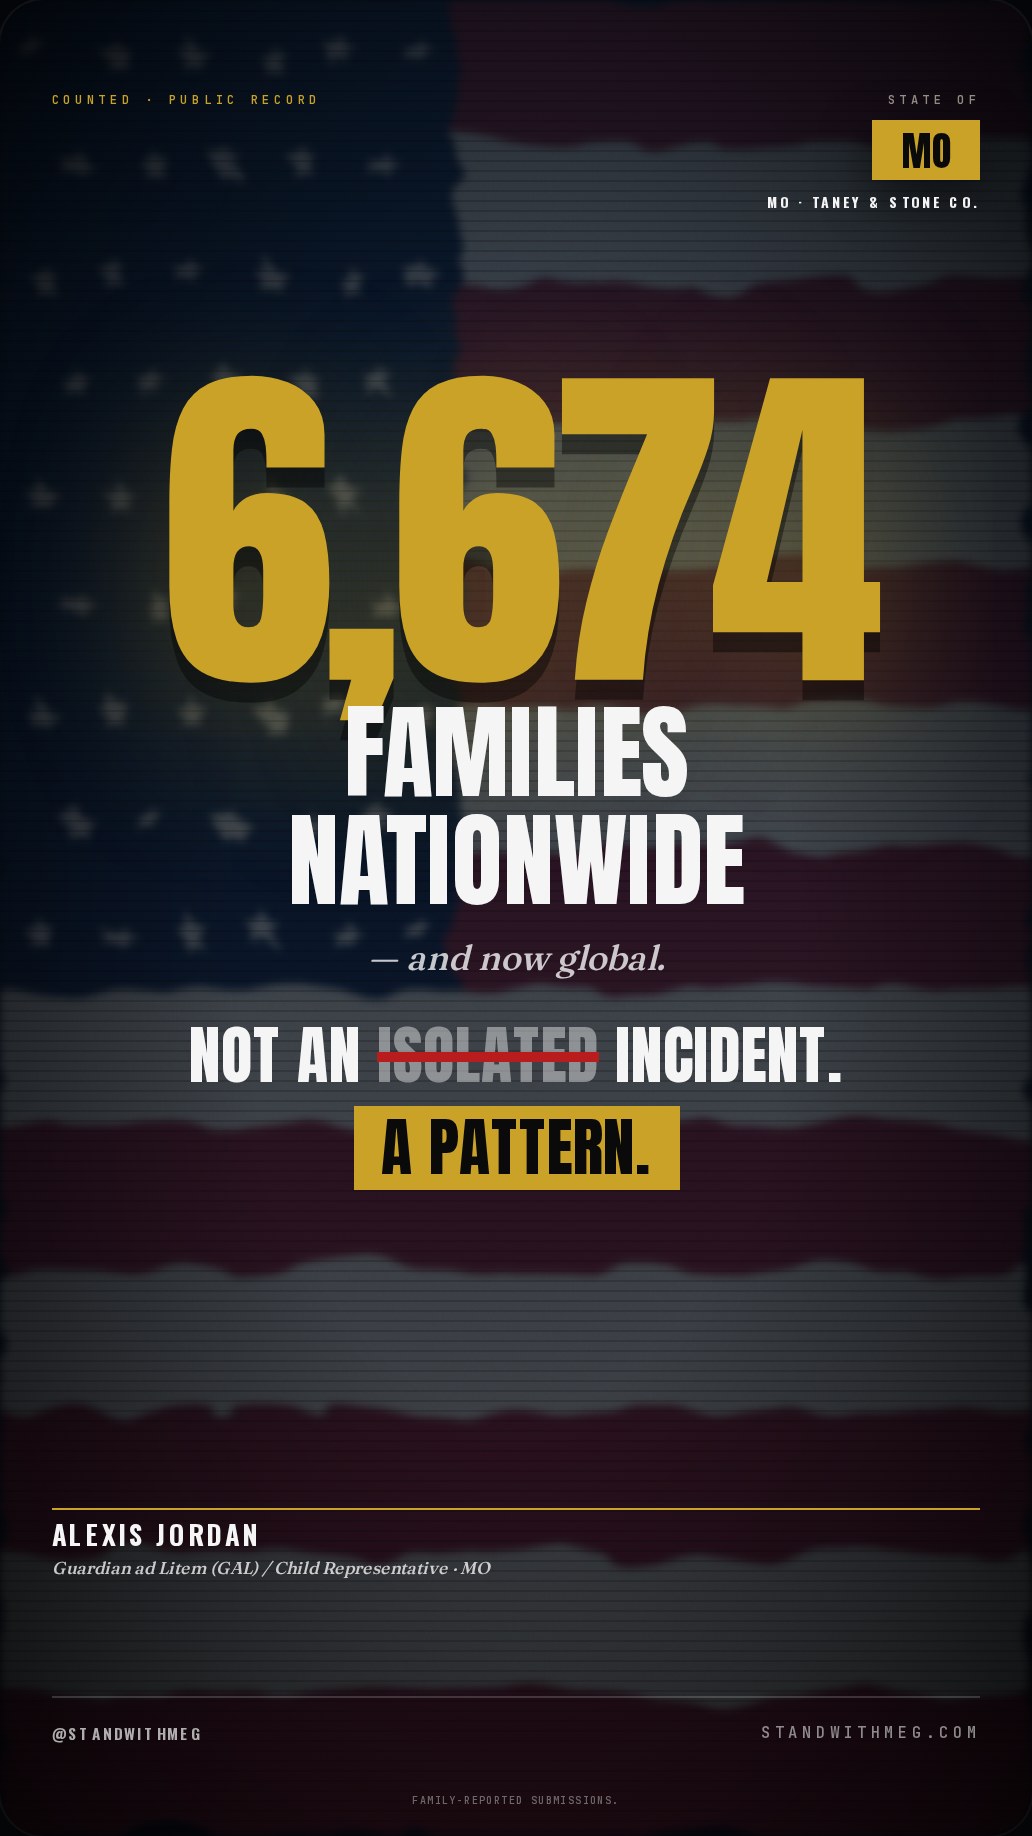 COUNTED · PUBLIC RECORD
STATE OF
MO
MO · TANEY & STONE CO.
6,674
FAMILIES
NATIONWIDE
— and now global.
NOT AN ISOLATED INCIDENT.
A PATTERN.
ALEXIS JORDAN
Guardian ad Litem (GAL) / Child Representative · MO
@STANDWITHMEG
STANDWITHMEG.COM
FAMILY-REPORTED SUBMISSIONS.